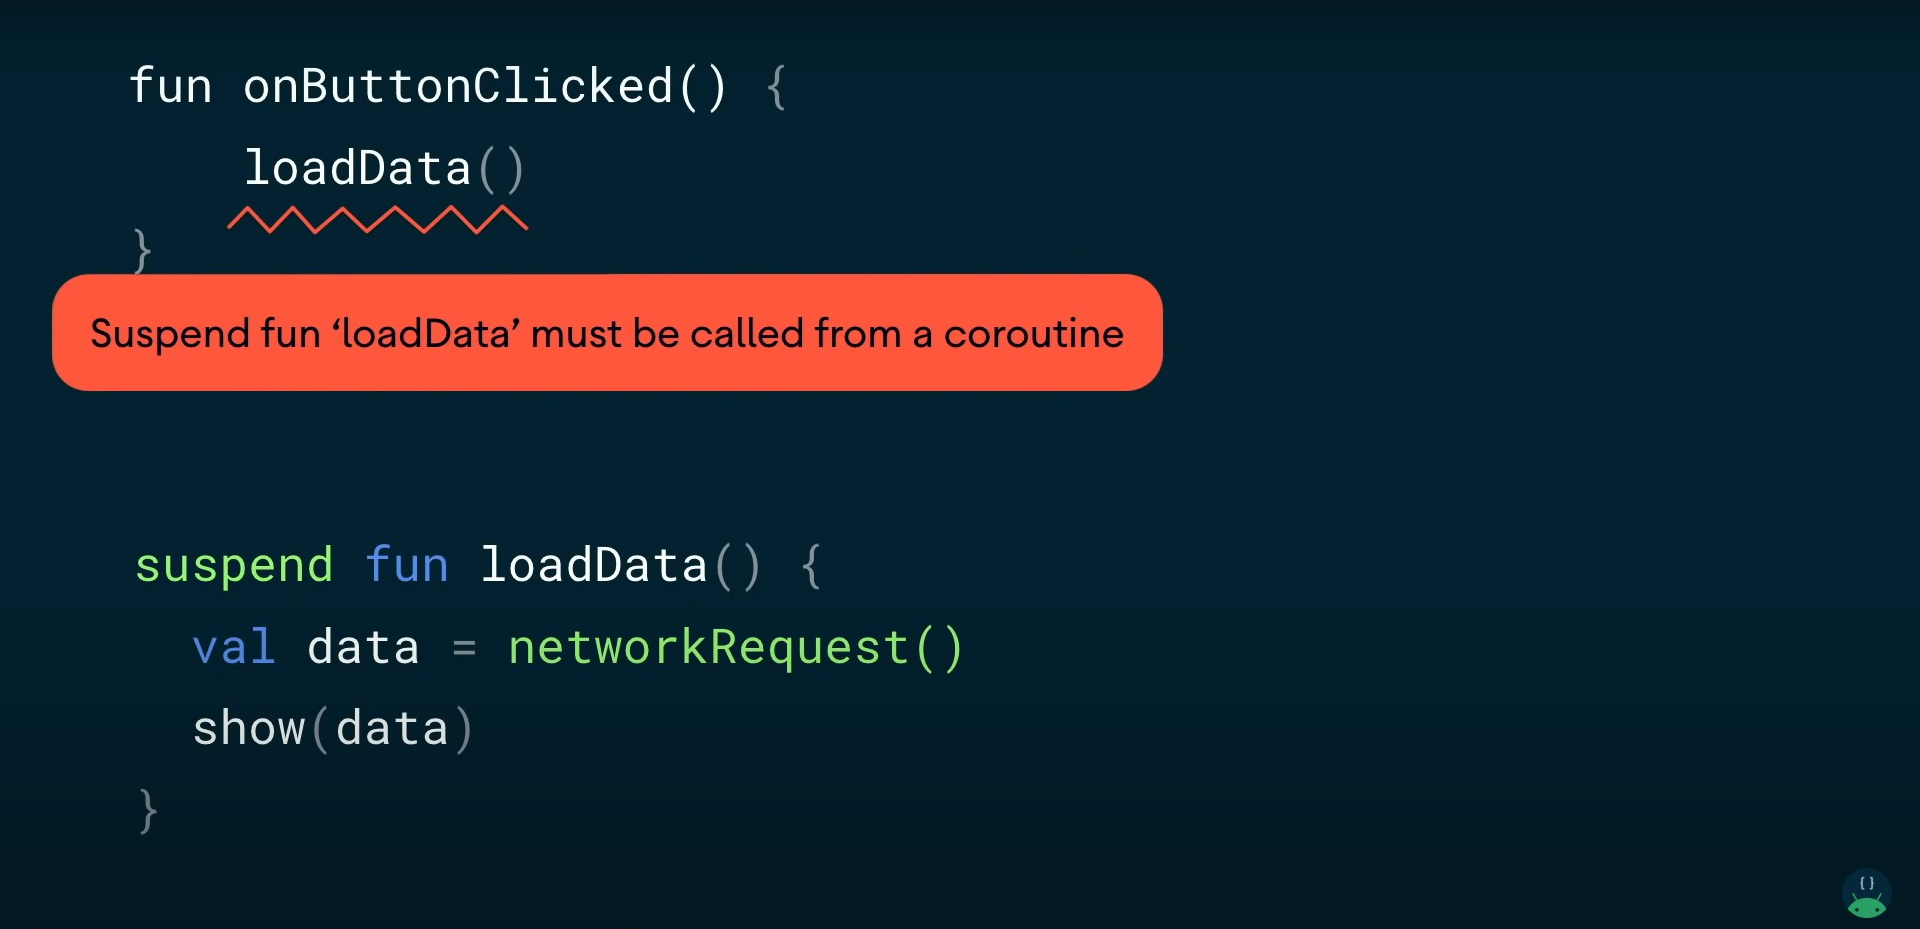 fun onButtonClicked() {
loadData()
}
Suspend fun ‘loadData’ must be called from a coroutine
suspend fun loadData() {
val data = networkRequest()
show(data)
}
{ }